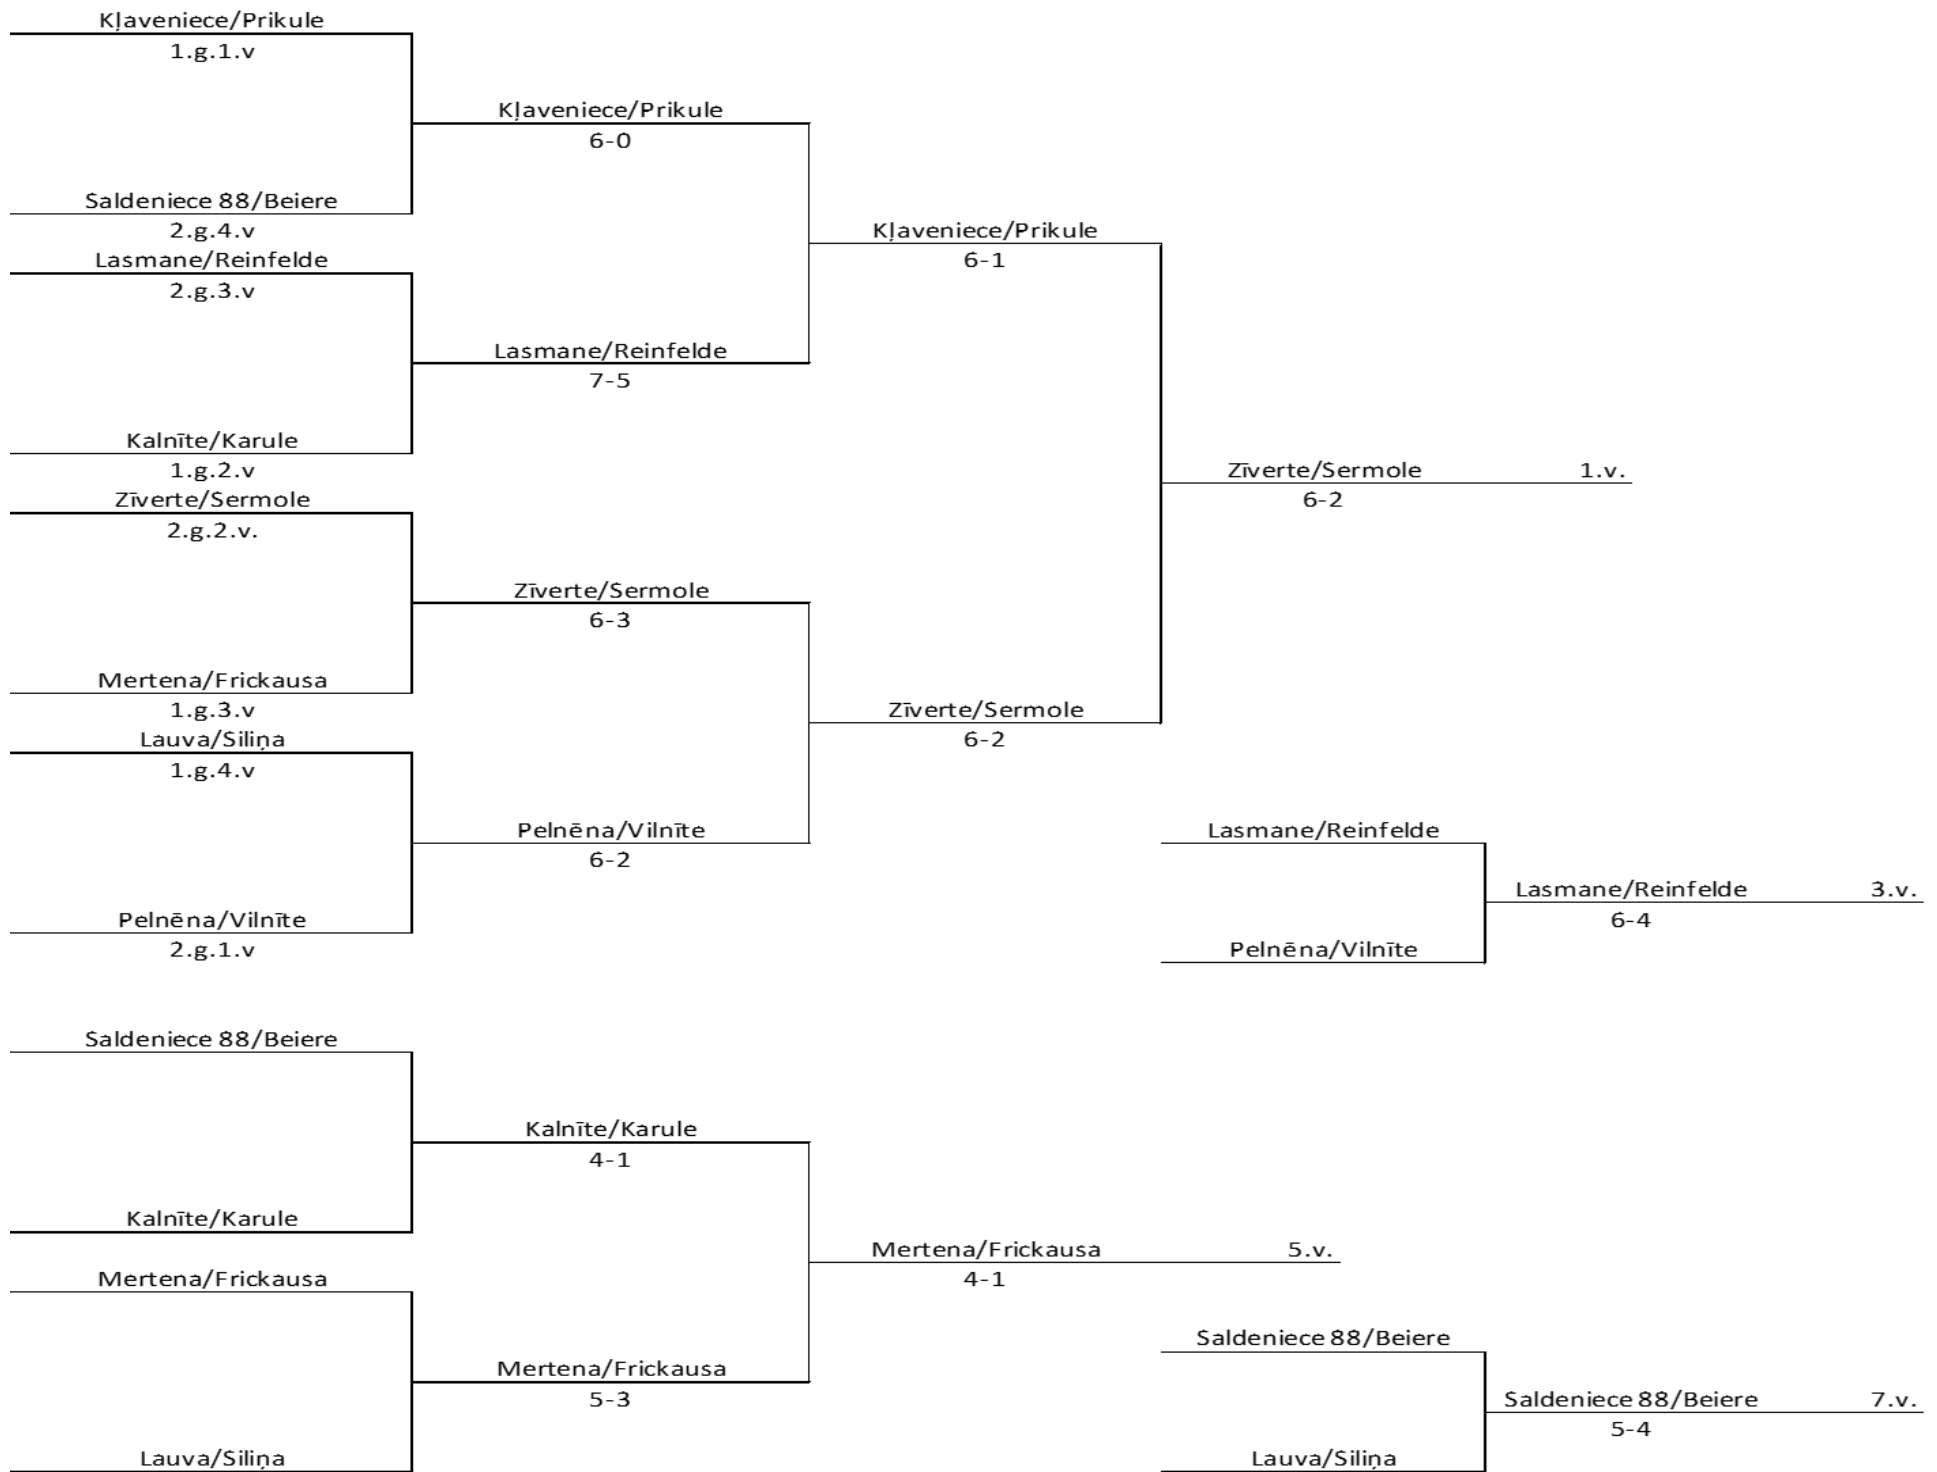 Kļaveniece/Prikule
1.g.1.v
Kļaveniece/Prikule
6-0
Saldeniece 88/Beiere
2.g.4.v
Kļaveniece/Prikule
6-1
Lasmane/Reinfelde
2.g.3.v
Lasmane/Reinfelde
7-5
Kalnīte/Karule
1.g.2.v
Zīverte/Sermole 1.v.
6-2
Zīverte/Sermole
2.g.2.v.
Zīverte/Sermole
6-3
Mertena/Frickausa
1.g.3.v
Zīverte/Sermole
6-2
Lauva/Siliņa
1.g.4.v
Pelnēna/Vilnīte
6-2
Lasmane/Reinfelde
Lasmane/Reinfelde 3.v.
6-4
Pelnēna/Vilnīte
2.g.1.v
Pelnēna/Vilnīte
Saldeniece 88/Beiere
Kalnīte/Karule
4-1
Kalnīte/Karule
Mertena/Frickausa 5.v.
4-1
Mertena/Frickausa
Mertena/Frickausa
5-3
Lauva/Siliņa
Saldeniece 88/Beiere
Saldeniece 88/Beiere 7.v.
5-4
Lauva/Siliņa